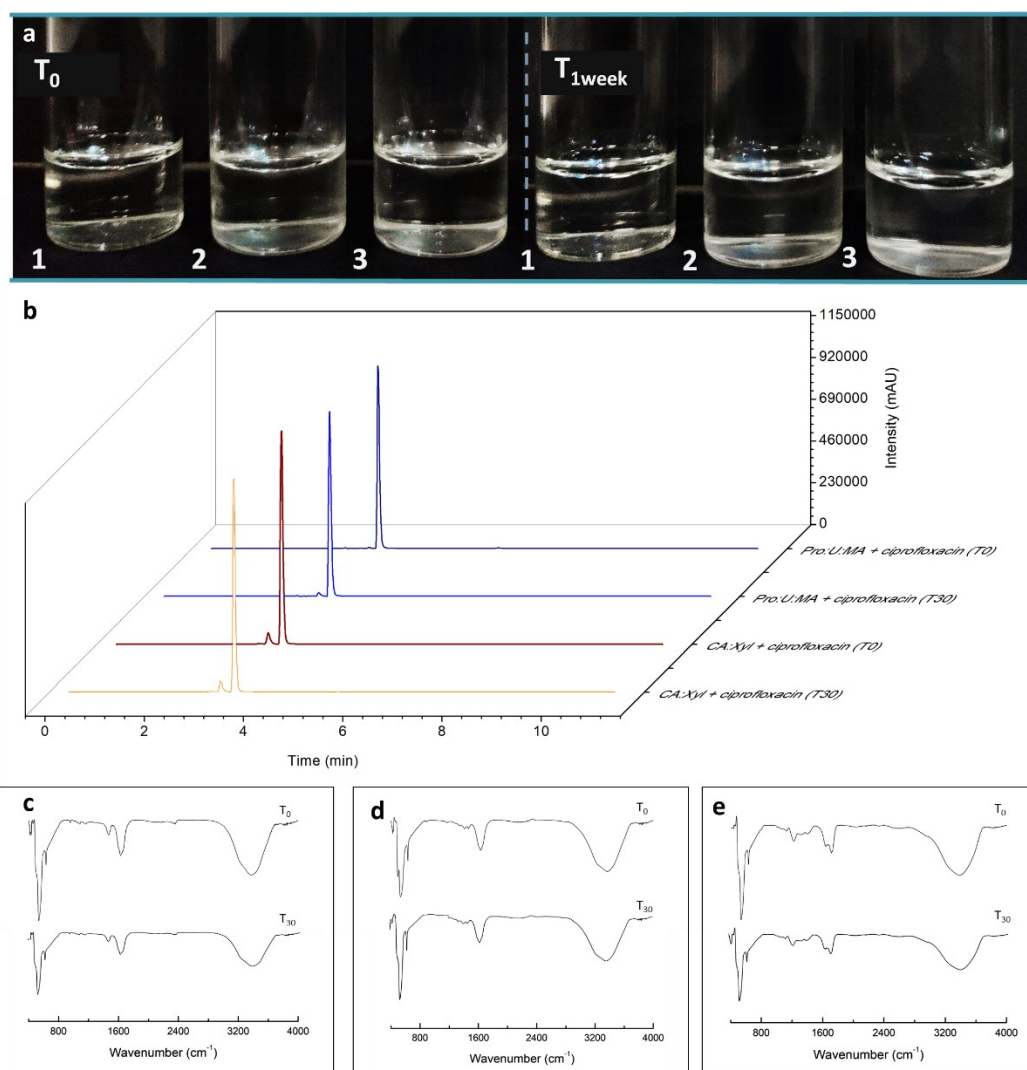 a
T₀
T₁week
1
2
3
1
2
3
b
1150000
920000
690000
460000
230000
0
Intensity (mAU)
Pro:U:MA + ciprofloxacin (T0)
Pro:U:MA + ciprofloxacin (T30)
CA:Xyl + ciprofloxacin (T0)
CA:Xyl + ciprofloxacin (T30)
0 2 4 6 8 10
Time (min)
c
T₀
T₃₀
800 1600 2400 3200 4000
Wavenumber (cm⁻¹)
d
T₀
T₃₀
800 1600 2400 3200 4000
Wavenumber (cm⁻¹)
e
T₀
T₃₀
800 1600 2400 3200 4000
Wavenumber (cm⁻¹)